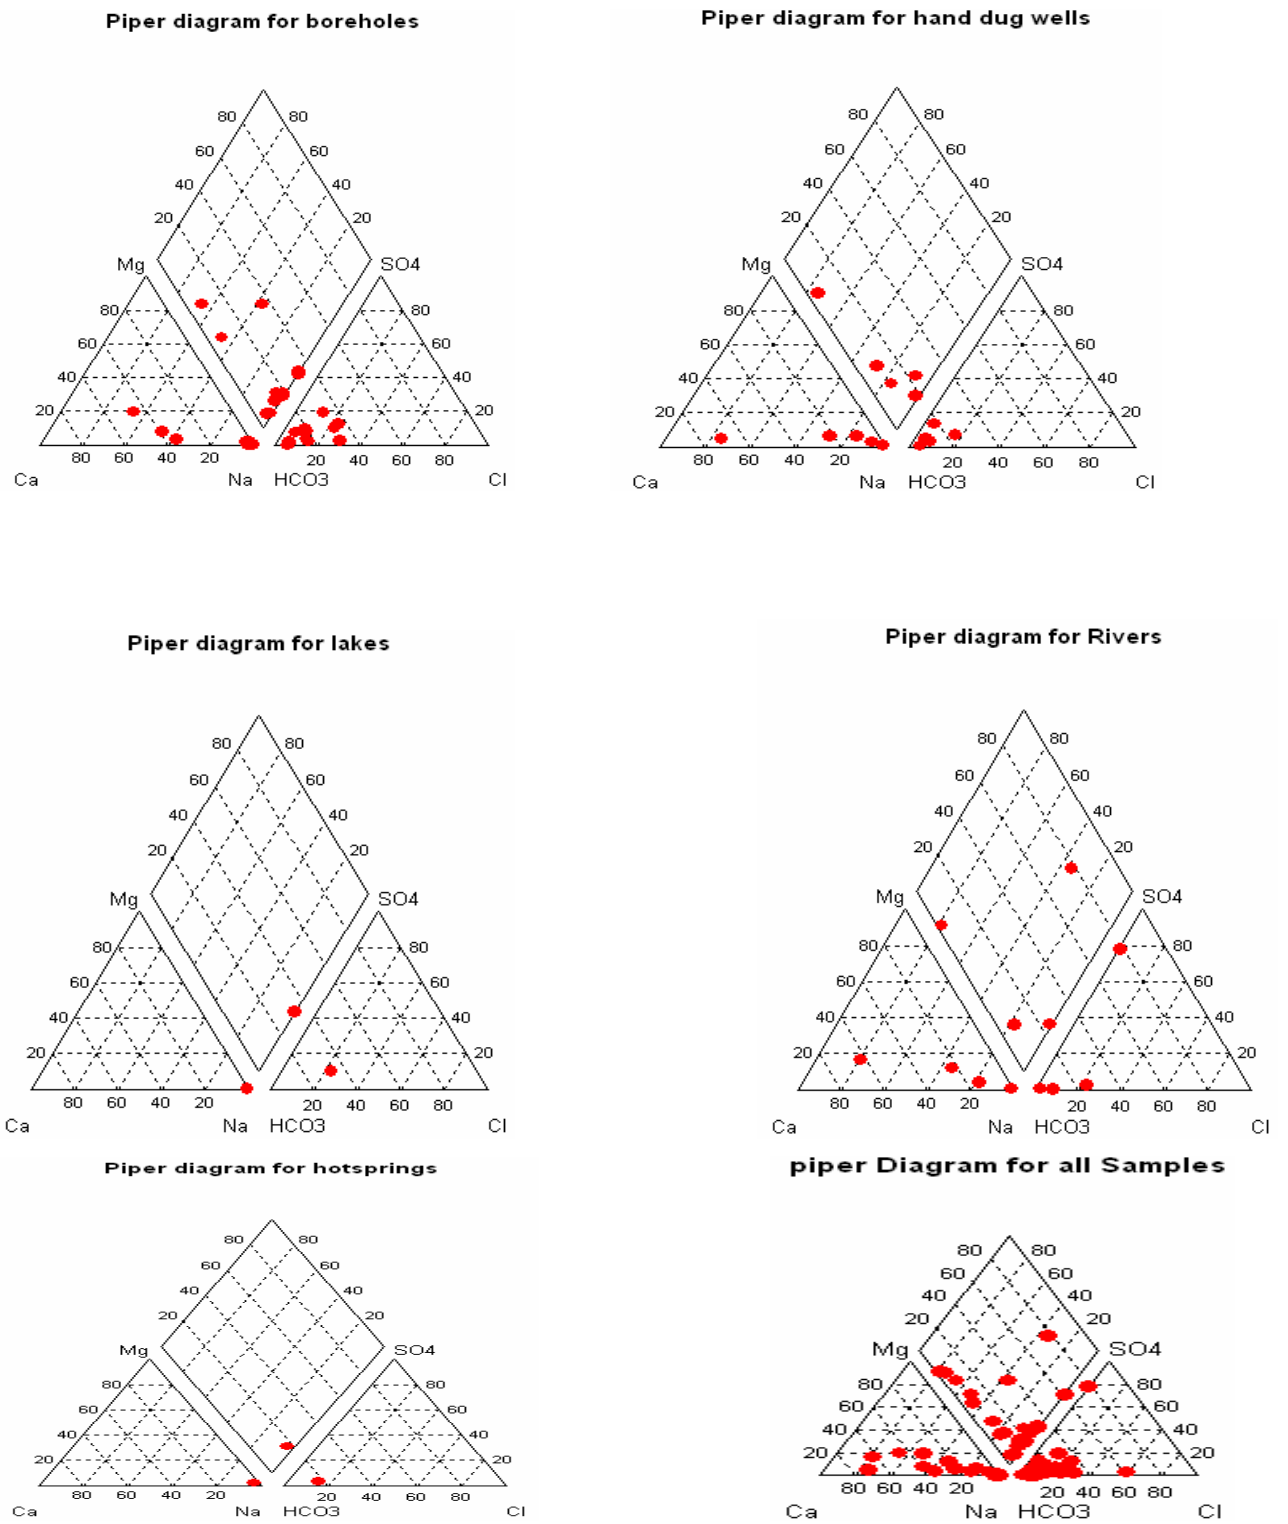 Piper diagram for boreholes
80 80
60 60
40 40
20 20
Mg SO4
80 80
60 60
40 40
20 20
80 60 40 20 20 40 60 80
Ca Na HCO3 Cl
Piper diagram for hand dug wells
80 80
60 60
40 40
20 20
Mg SO4
80 80
60 60
40 40
20 20
80 60 40 20 20 40 60 80
Ca Na HCO3 Cl
Piper diagram for lakes
80 80
60 60
40 40
20 20
Mg SO4
80 80
60 60
40 40
20 20
80 60 40 20 20 40 60 80
Ca Na HCO3 Cl
Piper diagram for Rivers
80 80
60 60
40 40
20 20
Mg SO4
80 80
60 60
40 40
20 20
80 60 40 20 20 40 60 80
Ca Na HCO3 Cl
Piper diagram for hotsprings
80 80
60 60
40 40
20 20
Mg SO4
80 80
60 60
40 40
20 20
80 60 40 20 20 40 60 80
Ca Na HCO3 Cl
piper Diagram for all Samples
80 80
60 60
40 40
20 20
Mg SO4
80 80
60 60
40 40
20 20
80 60 40 20 20 40 60 80
Ca Na HCO3 Cl